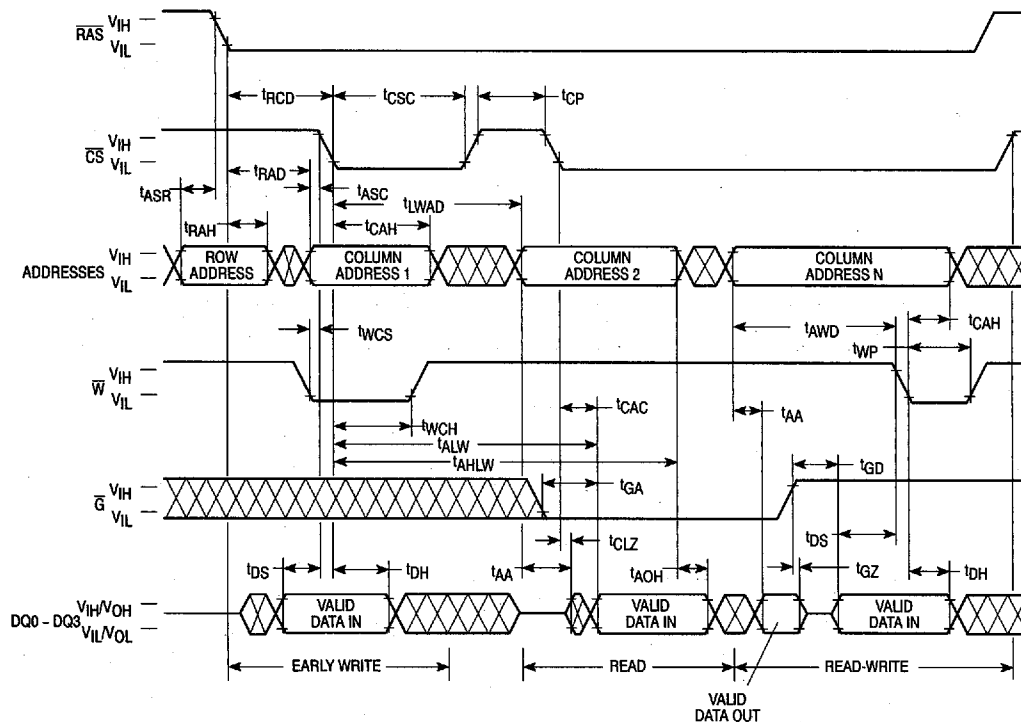 RAS VIH
VIL
tRCD tCSC tCP
CS VIH
VIL
tRAD
tASR tASC
tLWAD
tRAH tCAH
ADDRESSES VIH
VIL
ROW ADDRESS
COLUMN ADDRESS 1
COLUMN ADDRESS 2
COLUMN ADDRESS N
tWCS tAWD tCAH
tWP
W VIH
VIL
tWCH tCAC tAA
tALW
tAHLW
G VIH
VIL
tGA tGD
tCLZ tDS
tDS tDH tAA tAOH tGZ tDH
DQ0 – DQ3 VIH/VOH
VIL/VOL
VALID DATA IN
VALID DATA IN
VALID DATA IN
EARLY WRITE READ READ-WRITE
VALID
DATA OUT